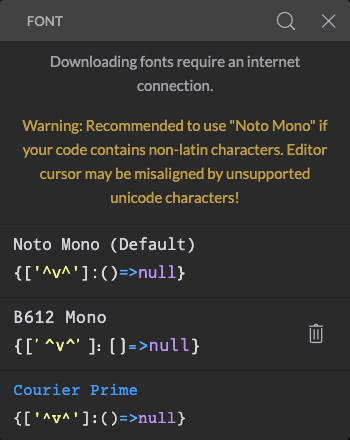 FONT
Downloading fonts require an internet
connection.
Warning: Recommended to use "Noto Mono" if
your code contains non-latin characters. Editor
cursor may be misaligned by unsupported
unicode characters!
Noto Mono (Default)
{['^v^']:()=>null}
B612 Mono
{['^v^']:[]=>null}
Courier Prime
{['^v^']:()=>null}